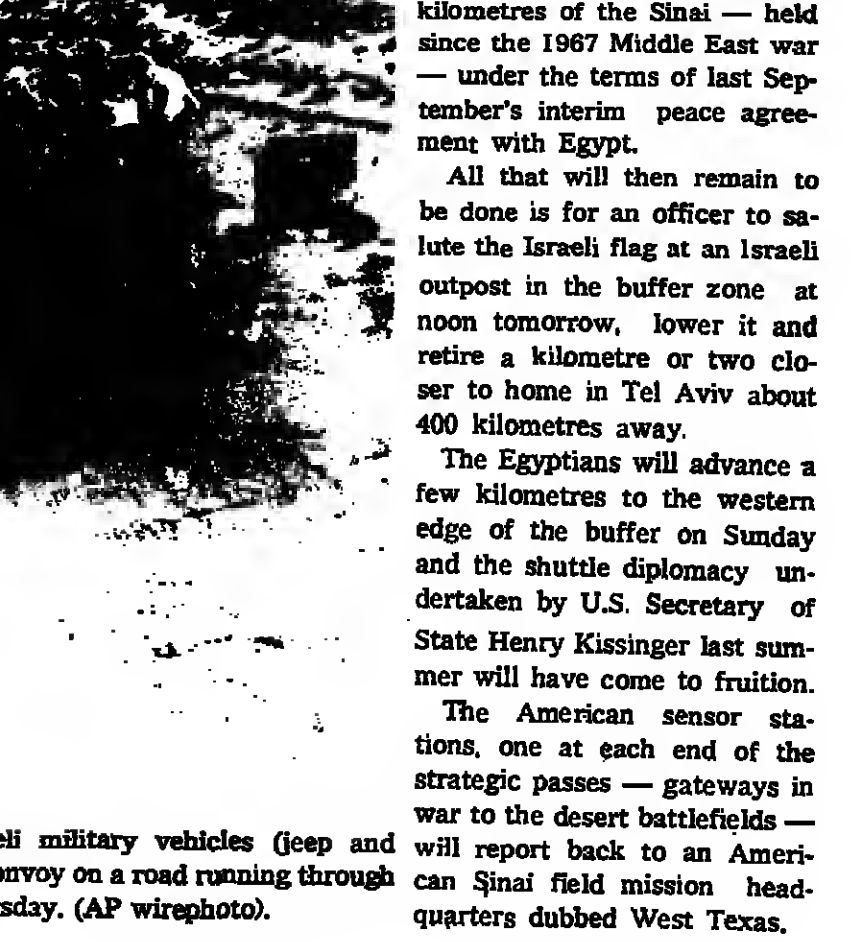 eli military vehicles (jeep and
onvoy on a road running through
sday. (AP wirephoto).
kilometres of the Sinai — held
since the 1967 Middle East war
— under the terms of last Sep-
tember's interim peace agree-
ment with Egypt.
All that will then remain to
be done is for an officer to sa-
lute the Israeli flag at an Israeli
outpost in the buffer zone at
noon tomorrow, lower it and
retire a kilometre or two clo-
ser to home in Tel Aviv about
400 kilometres away.
The Egyptians will advance a
few kilometres to the western
edge of the buffer on Sunday
and the shuttle diplomacy un-
dertaken by U.S. Secretary of
State Henry Kissinger last sum-
mer will have come to fruition.
The American sensor sta-
tions, one at each end of the
strategic passes — gateways in
war to the desert battlefields —
will report back to an Ameri-
can Sinai field mission head-
quarters dubbed West Texas.